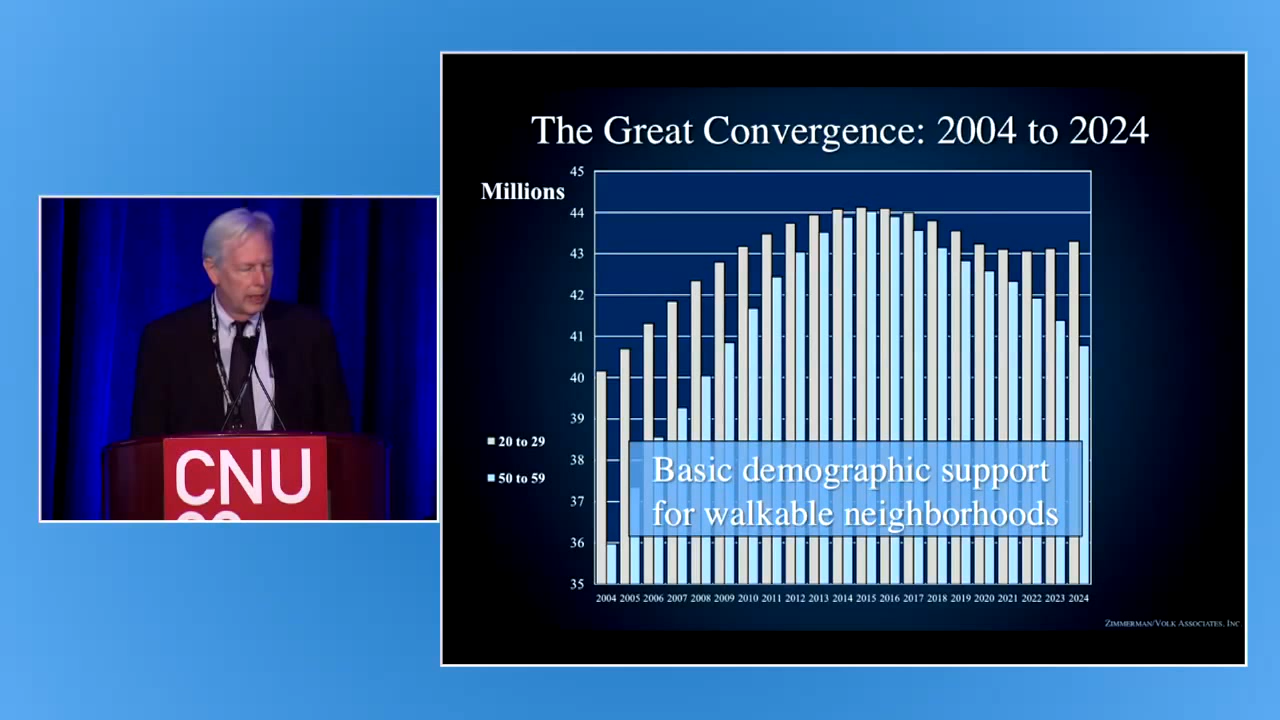 The Great Convergence: 2004 to 2024
Millions
45
44
43
42
41
40
39
38
37
36
35
20 to 29
50 to 59
Basic demographic support
for walkable neighborhoods
2004 2005 2006 2007 2008 2009 2010 2011 2012 2013 2014 2015 2016 2017 2018 2019 2020 2021 2022 2023 2024
ZIMMERMAN/VOLK ASSOCIATES, INC
CNU